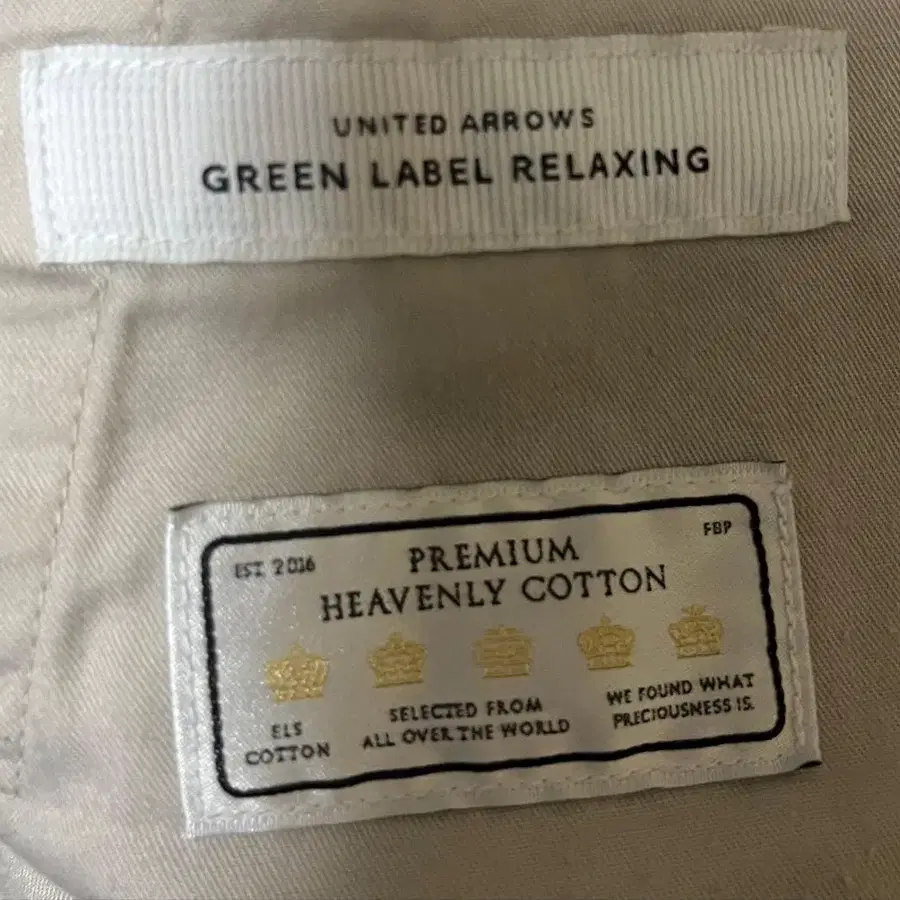 UNITED ARROWS
GREEN LABEL RELAXING
EST. 2016
FBP
PREMIUM
HEAVENLY COTTON
ELS
COTTON
SELECTED FROM
ALL OVER THE WORLD
WE FOUND WHAT
PRECIOUSNESS IS.